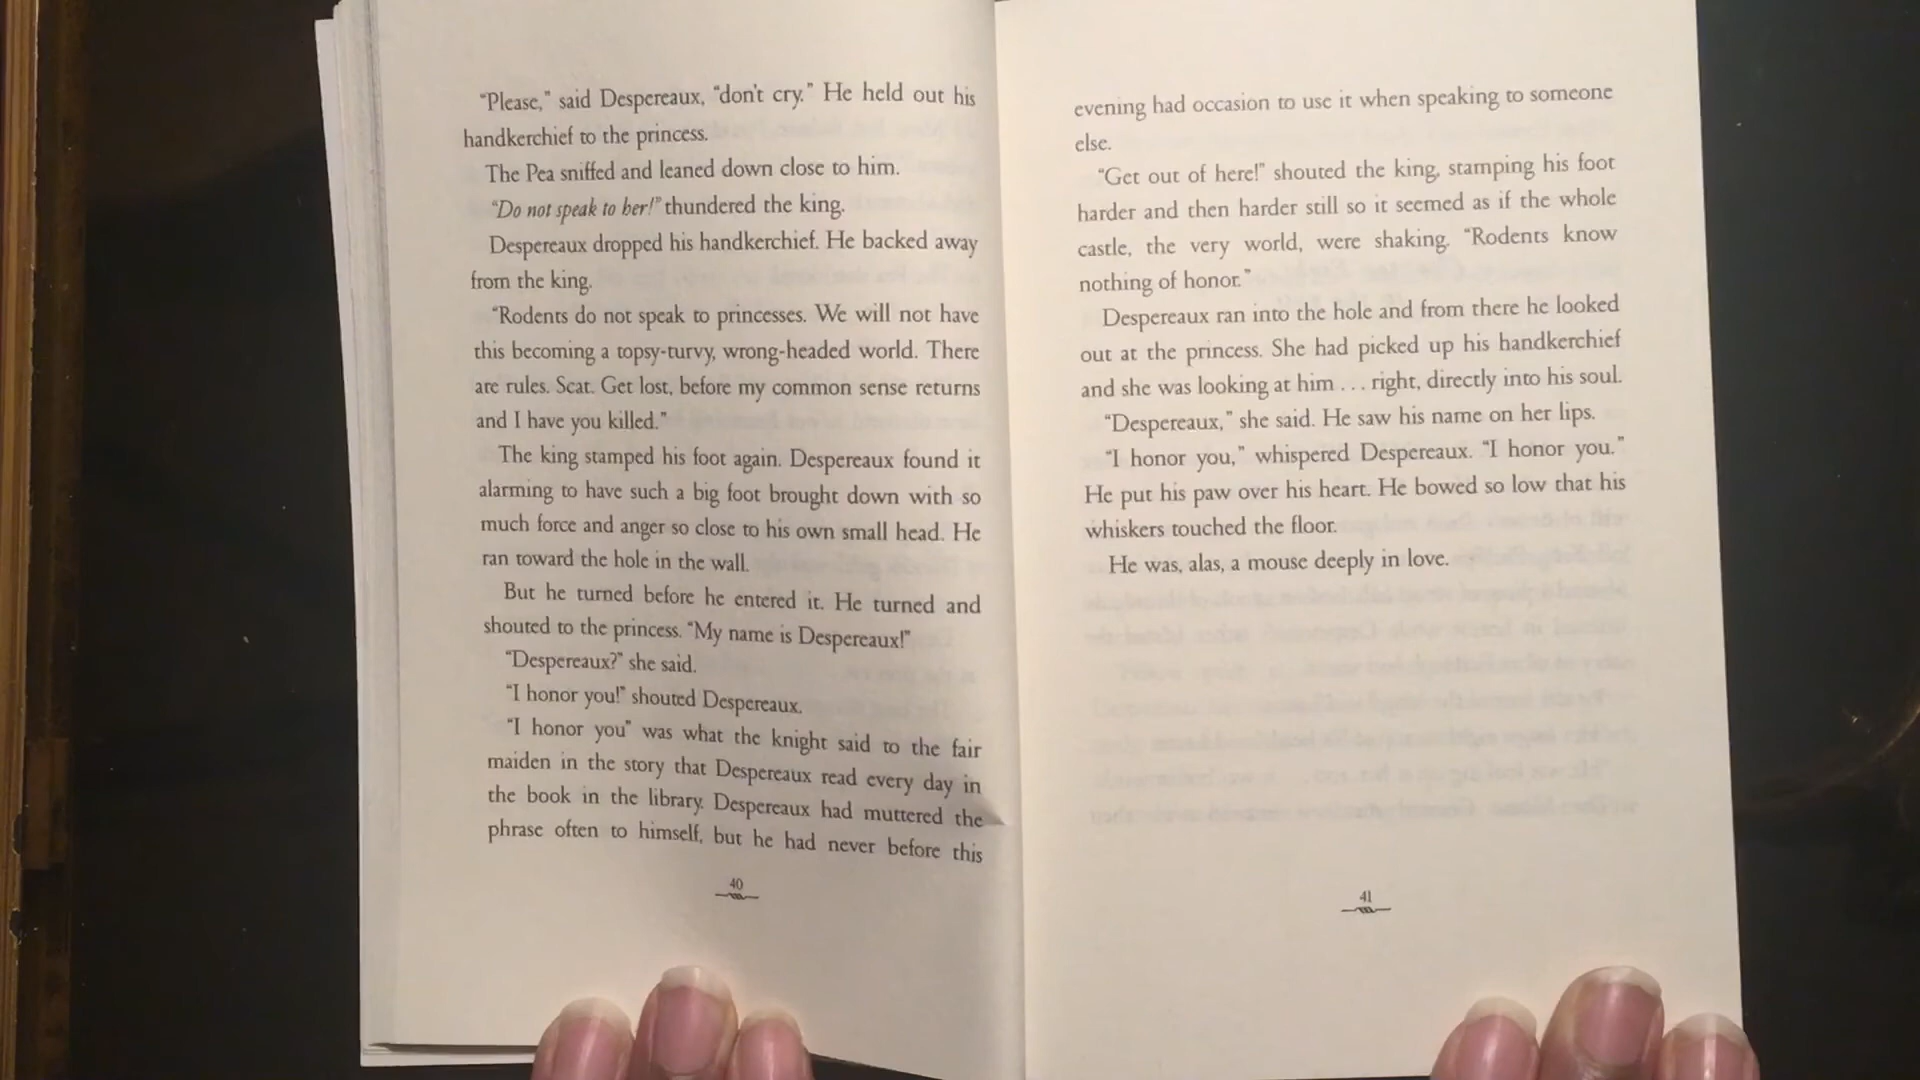 “Please,” said Despereaux, “don't cry.” He held out his
handkerchief to the princess.
The Pea sniffed and leaned down close to him.
“Do not speak to her!” thundered the king.
Despereaux dropped his handkerchief. He backed away
from the king.
“Rodents do not speak to princesses. We will not have
this becoming a topsy-turvy, wrong-headed world. There
are rules. Scat. Get lost, before my common sense returns
and I have you killed.”
The king stamped his foot again. Despereaux found it
alarming to have such a big foot brought down with so
much force and anger so close to his own small head. He
ran toward the hole in the wall.
But he turned before he entered it. He turned and
shouted to the princess. “My name is Despereaux!”
“Despereaux?” she said.
“I honor you!” shouted Despereaux.
“I honor you” was what the knight said to the fair
maiden in the story that Despereaux read every day in
the book in the library. Despereaux had muttered the
phrase often to himself, but he had never before this
40
evening had occasion to use it when speaking to someone
else.
“Get out of here!” shouted the king, stamping his foot
harder and then harder still so it seemed as if the whole
castle, the very world, were shaking. “Rodents know
nothing of honor.”
Despereaux ran into the hole and from there he looked
out at the princess. She had picked up his handkerchief
and she was looking at him . . . right, directly into his soul.
“Despereaux,” she said. He saw his name on her lips.
“I honor you,” whispered Despereaux. “I honor you.”
He put his paw over his heart. He bowed so low that his
whiskers touched the floor.
He was, alas, a mouse deeply in love.
41